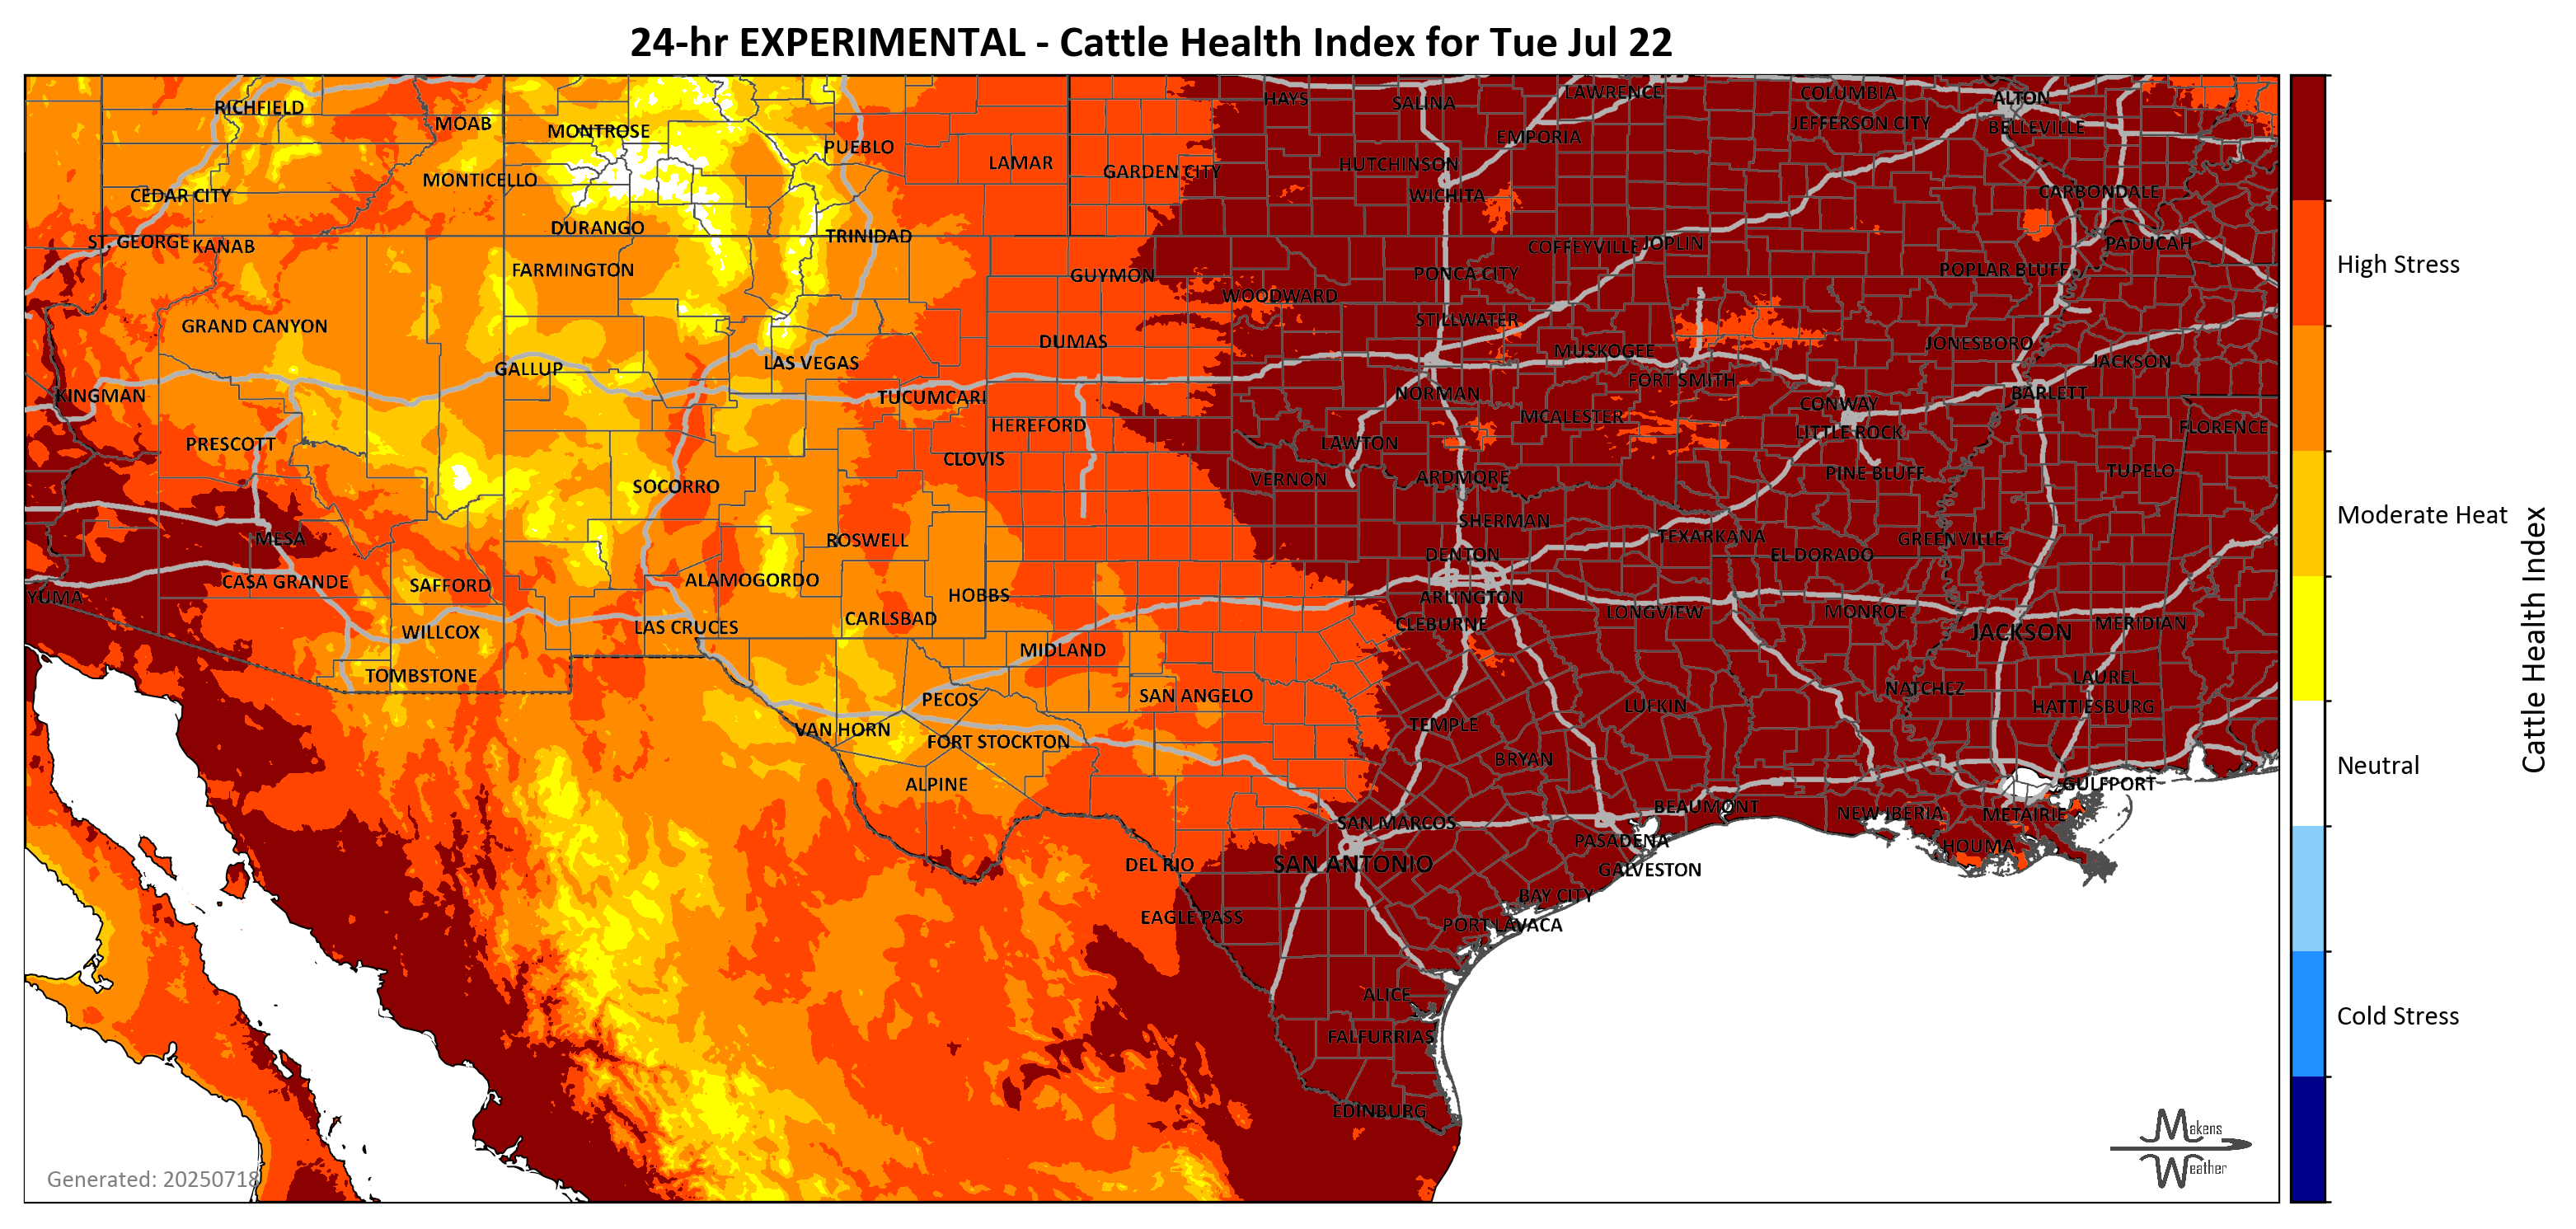 24-hr EXPERIMENTAL - Cattle Health Index for Tue Jul 22
HAYS
SALINA
LAWRENCE
COLUMBIA
ALTON
RICHFIELD
MOAB
MONTROSE
PUEBLO
EMPORIA
JEFFERSON CITY
BELLEVILLE
LAMAR
GARDEN CITY
HUTCHINSON
CEDAR CITY
MONTICELLO
WICHITA
CARBONDALE
ST. GEORGE
KANAB
DURANGO
TRINIDAD
COFFEYVILLE
JOPLIN
PADUCAH
High Stress
FARMINGTON
GUYMON
WOODWARD
PONCA CITY
POPLAR BLUFF
GRAND CANYON
DUMAS
STILLWATER
MUSKOGEE
JONESBORO
JACKSON
GALLUP
LAS VEGAS
FORT SMITH
KINGMAN
TUCUMCARI
NORMAN
CONWAY
BARLETT
PRESCOTT
HEREFORD
LAWTON
MCALESTER
LITTLE ROCK
FLORENCE
CLOVIS
SOCORRO
VERNON
ARDMORE
PINE BLUFF
TUPELO
Moderate Heat
MESA
ROSWELL
SHERMAN
DENTON
TEXARKANA
EL DORADO
GREENVILLE
YUMA
CASA GRANDE
SAFFORD
ALAMOGORDO
HOBBS
ARLINGTON
LONGVIEW
MONROE
WILLCOX
LAS CRUCES
CARLSBAD
CLEBURNE
JACKSON
MERIDIAN
TOMBSTONE
MIDLAND
PECOS
SAN ANGELO
LUFKIN
NATCHEZ
LAUREL
HATTIESBURG
VAN HORN
FORT STOCKTON
TEMPLE
BRYAN
Neutral
ALPINE
BEAUMONT
NEW IBERIA
METAIRIE
GULFPORT
SAN MARCOS
PASADENA
HOUMA
DEL RIO
SAN ANTONIO
GALVESTON
EAGLE PASS
BAY CITY
PORT LAVACA
ALICE
FALFURRIAS
Cold Stress
EDINBURG
Cattle Health Index
Makens
Weather
Generated: 20250718